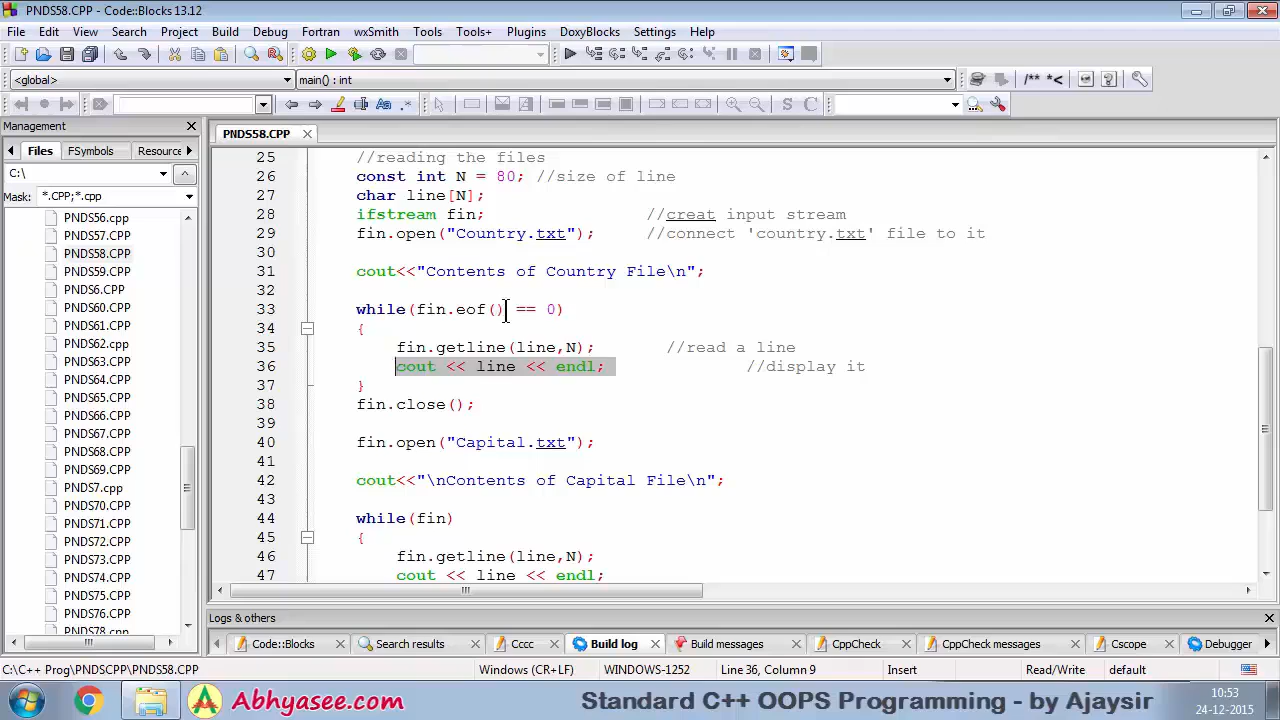 PNDS58.CPP - Code::Blocks 13.12
File Edit View Search Project Build Debug Fortran wxSmith Tools Tools+ Plugins DoxyBlocks Settings Help
<global> main() : int /** *<
Aa .* S C
Management
PNDS58.CPP
Files FSymbols Resource
C:\
Mask: *.CPP;*.cpp
PNDS56.cpp
PNDS57.CPP
PNDS58.CPP
PNDS59.CPP
PNDS6.CPP
PNDS60.CPP
PNDS61.CPP
PNDS62.cpp
PNDS63.CPP
PNDS64.CPP
PNDS65.CPP
PNDS66.CPP
PNDS67.CPP
PNDS68.CPP
PNDS69.CPP
PNDS7.cpp
PNDS70.CPP
PNDS71.CPP
PNDS72.CPP
PNDS73.CPP
PNDS74.CPP
PNDS75.CPP
PNDS76.CPP
PNDS78.cpp
25 //reading the files
26 const int N = 80; //size of line
27 char line[N];
28 ifstream fin; //creat input stream
29 fin.open("Country.txt"); //connect 'country.txt' file to it
30
31 cout<<"Contents of Country File\n";
32
33 while(fin.eof() == 0)
34 {
35 fin.getline(line,N); //read a line
36 cout << line << endl; //display it
37 }
38 fin.close();
39
40 fin.open("Capital.txt");
41
42 cout<<"\nContents of Capital File\n";
43
44 while(fin)
45 {
46 fin.getline(line,N);
47 cout << line << endl;
Logs & others
Code::Blocks Search results Cccc Build log Build messages CppCheck CppCheck messages Cscope Debugger
C:\C++ Prog\PNDSCPP\PNDS58.CPP Windows (CR+LF) WINDOWS-1252 Line 36, Column 9 Insert Read/Write default
Abhyasee.com Standard C++ OOPS Programming - by Ajaysir
10:53
24-12-2015